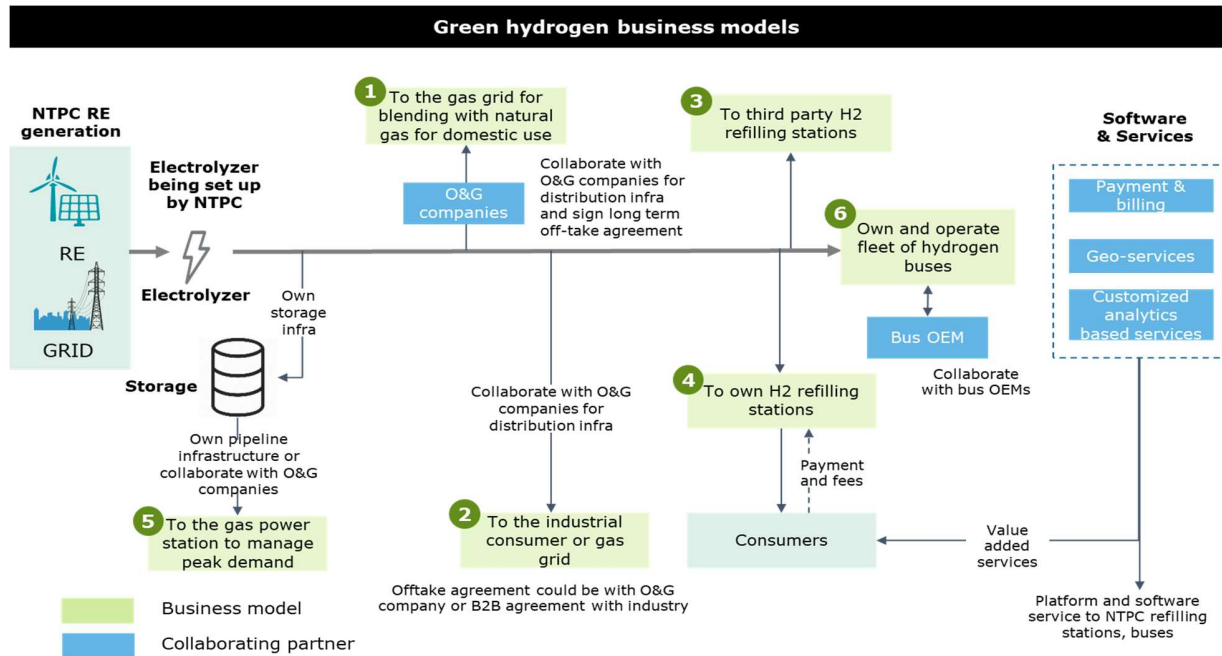 Green hydrogen business models
NTPC RE
generation
RE
GRID
Electrolyzer
being set up
by NTPC
Electrolyzer
1
To the gas grid for
blending with natural
gas for domestic use
O&G
companies
Collaborate with
O&G companies for
distribution infra
and sign long term
off-take agreement
3
To third party H2
refilling stations
6
Own and operate
fleet of hydrogen
buses
Bus OEM
Collaborate
with bus OEMs
Software
& Services
Payment &
billing
Geo-services
Customized
analytics
based services
Own
storage
infra
Storage
Own pipeline
infrastructure or
collaborate with O&G
companies
5
To the gas power
station to manage
peak demand
Collaborate with O&G
companies for
distribution infra
2
To the industrial
consumer or gas
grid
Offtake agreement could be with O&G
company or B2B agreement with industry
4
To own H2 refilling
stations
Payment
and fees
Consumers
Value
added
services
Platform and software
service to NTPC refilling
stations, buses
Business model
Collaborating partner